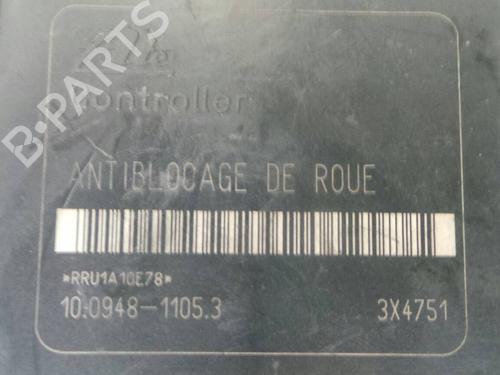 B-PARTS
Controller
ANTIBLOCAGE DE ROUE
*RRU1A10E78*
10.0948-1105.3 3X4751